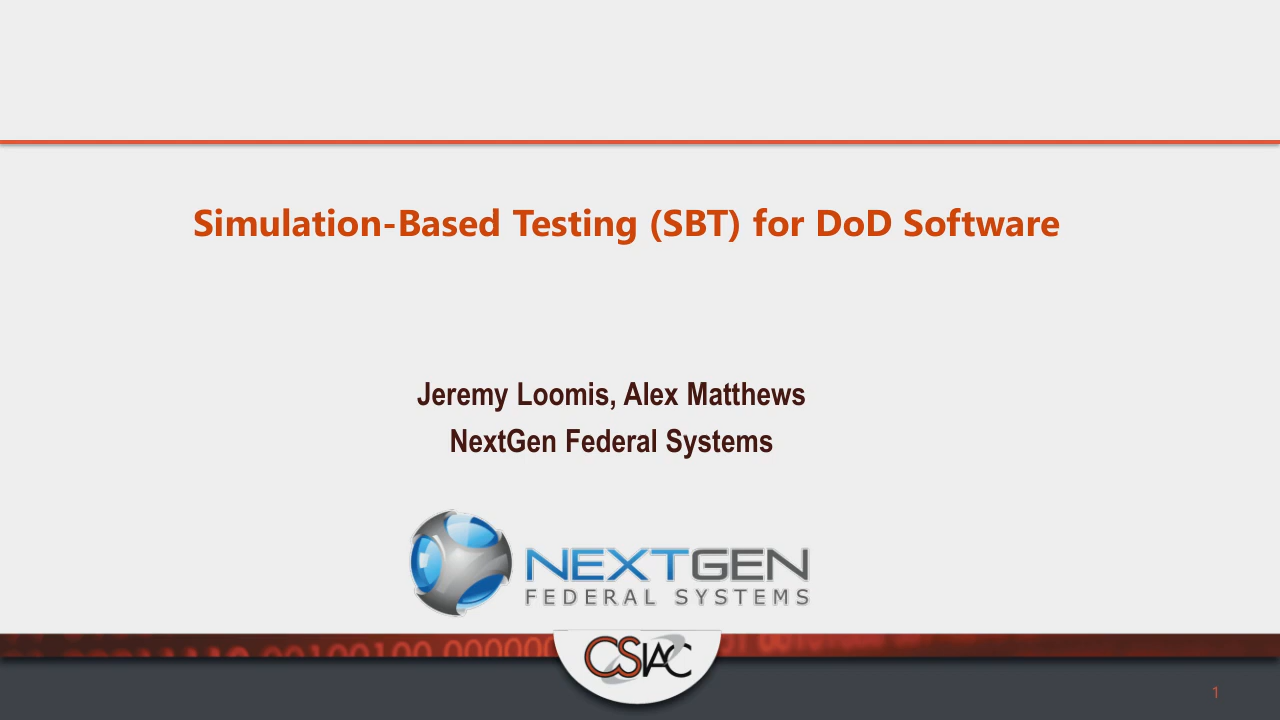 Simulation-Based Testing (SBT) for DoD Software
Jeremy Loomis, Alex Matthews
NextGen Federal Systems
NEXTGEN
FEDERAL SYSTEMS
CSIAC
1